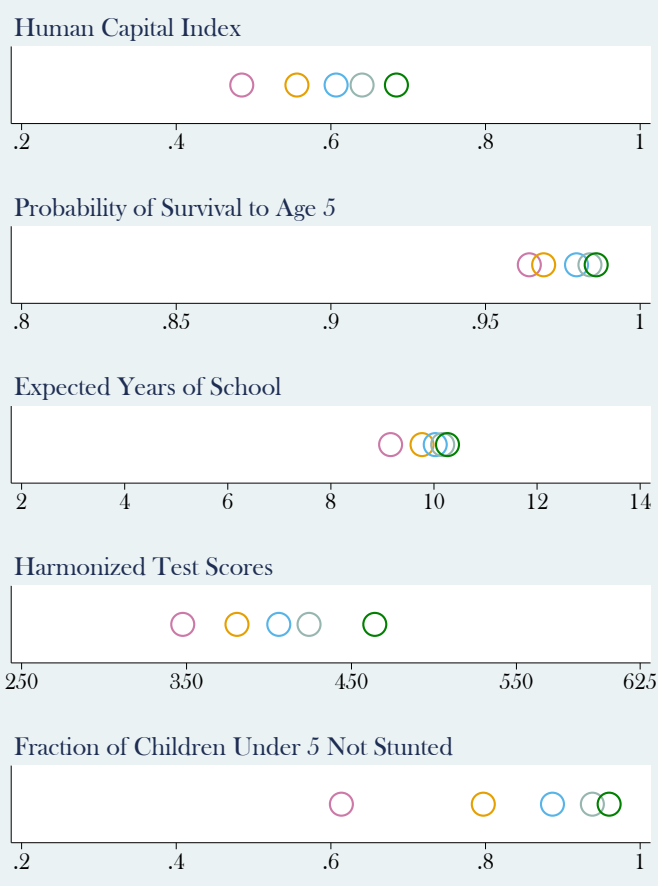 Human Capital Index
.2 .4 .6 .8 1
Probability of Survival to Age 5
.8 .85 .9 .95 1
Expected Years of School
2 4 6 8 10 12 14
Harmonized Test Scores
250 350 450 550 625
Fraction of Children Under 5 Not Stunted
.2 .4 .6 .8 1